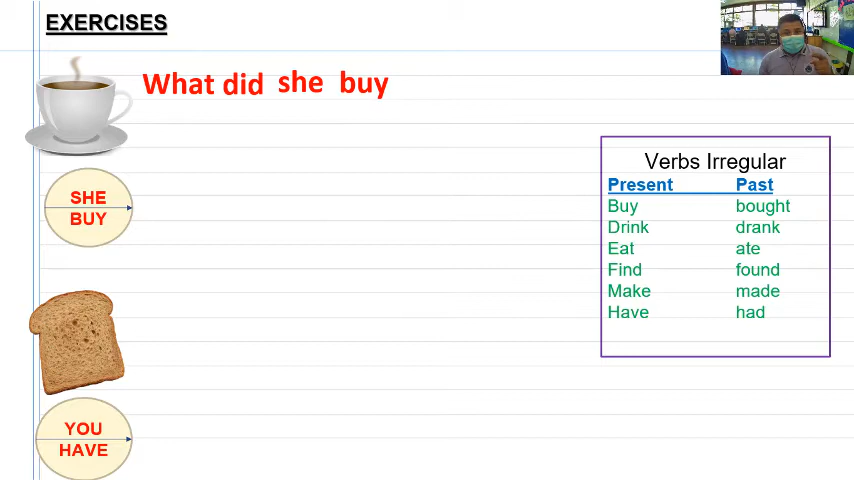 EXERCISES
What did she buy
SHE
BUY
Verbs Irregular
Present Past
Buy bought
Drink drank
Eat ate
Find found
Make made
Have had
YOU
HAVE